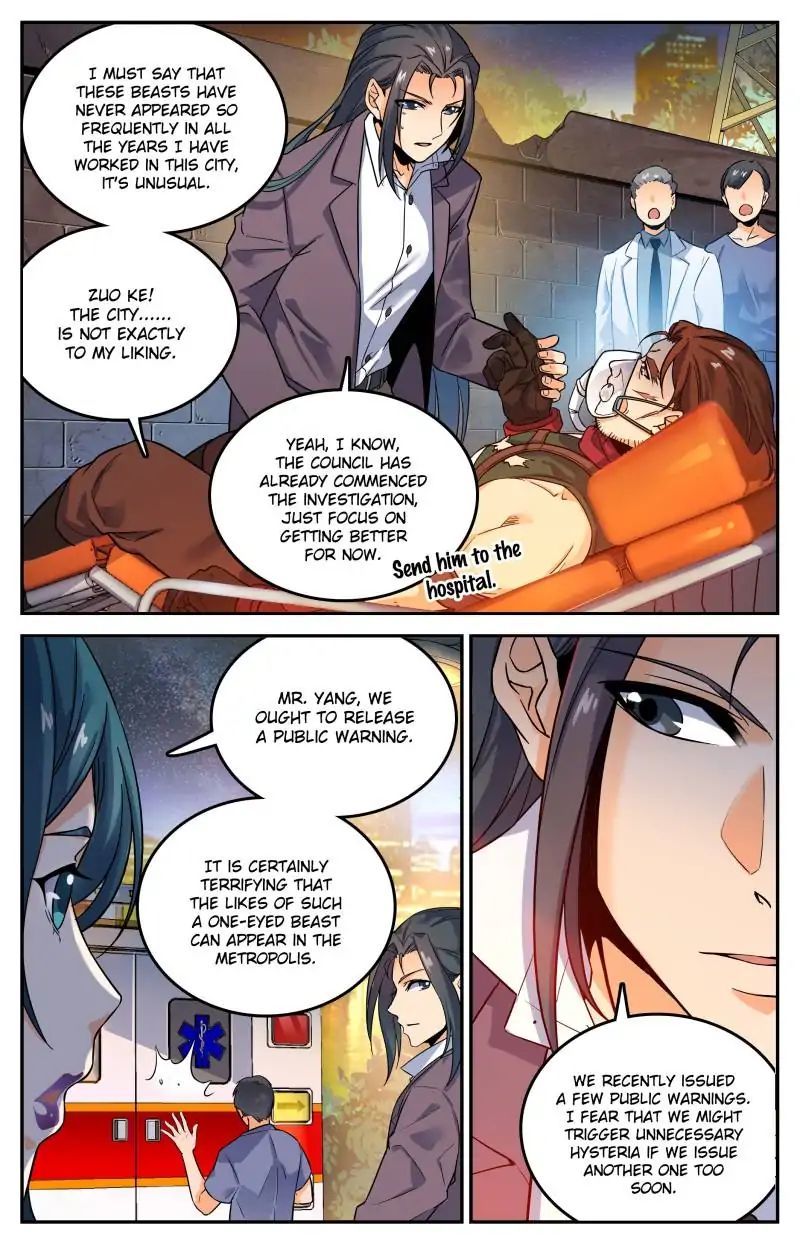 I MUST SAY THAT
THESE BEASTS HAVE
NEVER APPEARED SO
FREQUENTLY IN ALL
THE YEARS I HAVE
WORKED IN THIS CITY,
IT'S UNUSUAL.
ZUO KE!
THE CITY......
IS NOT EXACTLY
TO MY LIKING.
YEAH, I KNOW,
THE COUNCIL HAS
ALREADY COMMENCED
THE INVESTIGATION,
JUST FOCUS ON
GETTING BETTER
FOR NOW.
Send him to the
hospital.
MR. YANG, WE
OUGHT TO RELEASE
A PUBLIC WARNING.
IT IS CERTAINLY
TERRIFYING THAT
THE LIKES OF SUCH
A ONE-EYED BEAST
CAN APPEAR IN THE
METROPOLIS.
WE RECENTLY ISSUED
A FEW PUBLIC WARNINGS.
I FEAR THAT WE MIGHT
TRIGGER UNNECESSARY
HYSTERIA IF WE ISSUE
ANOTHER ONE TOO
SOON.